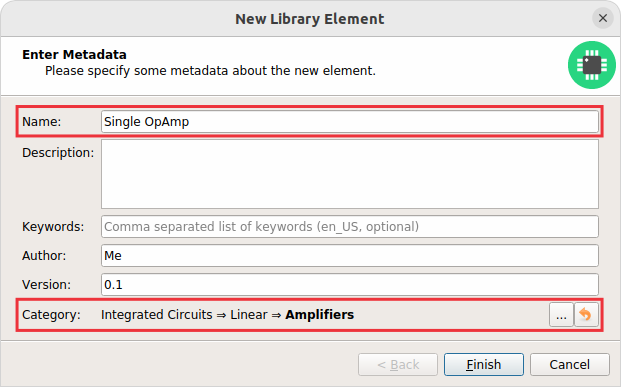 New Library Element
Enter Metadata
Please specify some metadata about the new element.
Name: Single OpAmp
Description:
Keywords: Comma separated list of keywords (en_US, optional)
Author: Me
Version: 0.1
Category: Integrated Circuits ⇒ Linear ⇒ Amplifiers ...
< Back Finish Cancel